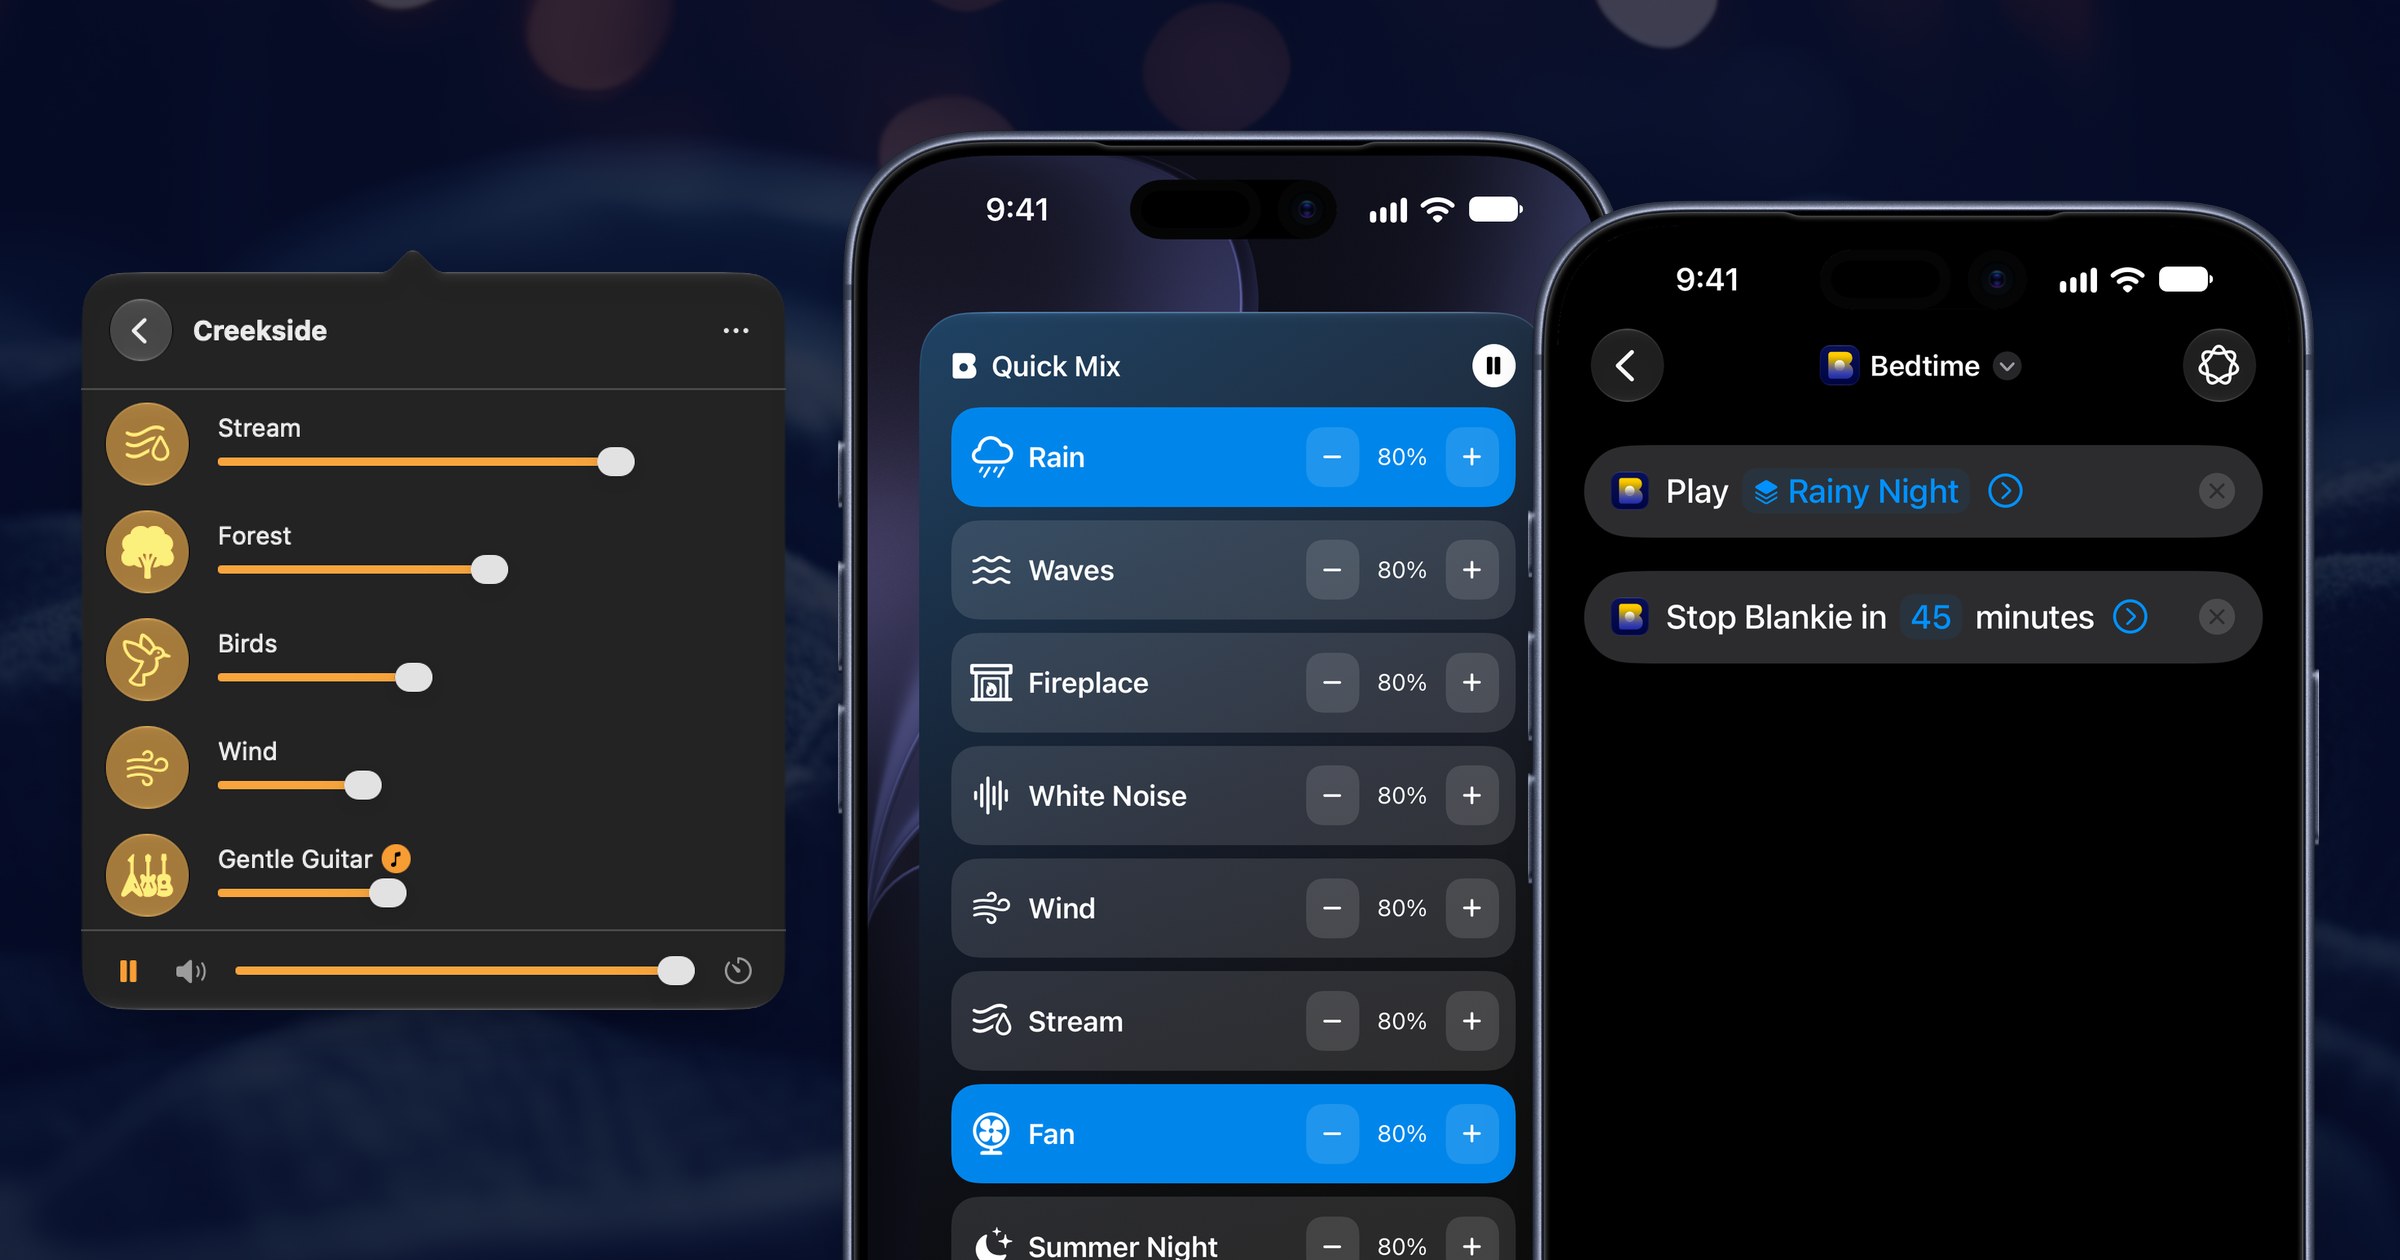 Creekside
Stream
Forest
Birds
Wind
Gentle Guitar
9:41
Quick Mix
Rain 80%
Waves 80%
Fireplace 80%
White Noise 80%
Wind 80%
Stream 80%
Fan 80%
Summer Night 80%
9:41
Bedtime
Play Rainy Night
Stop Blankie in 45 minutes